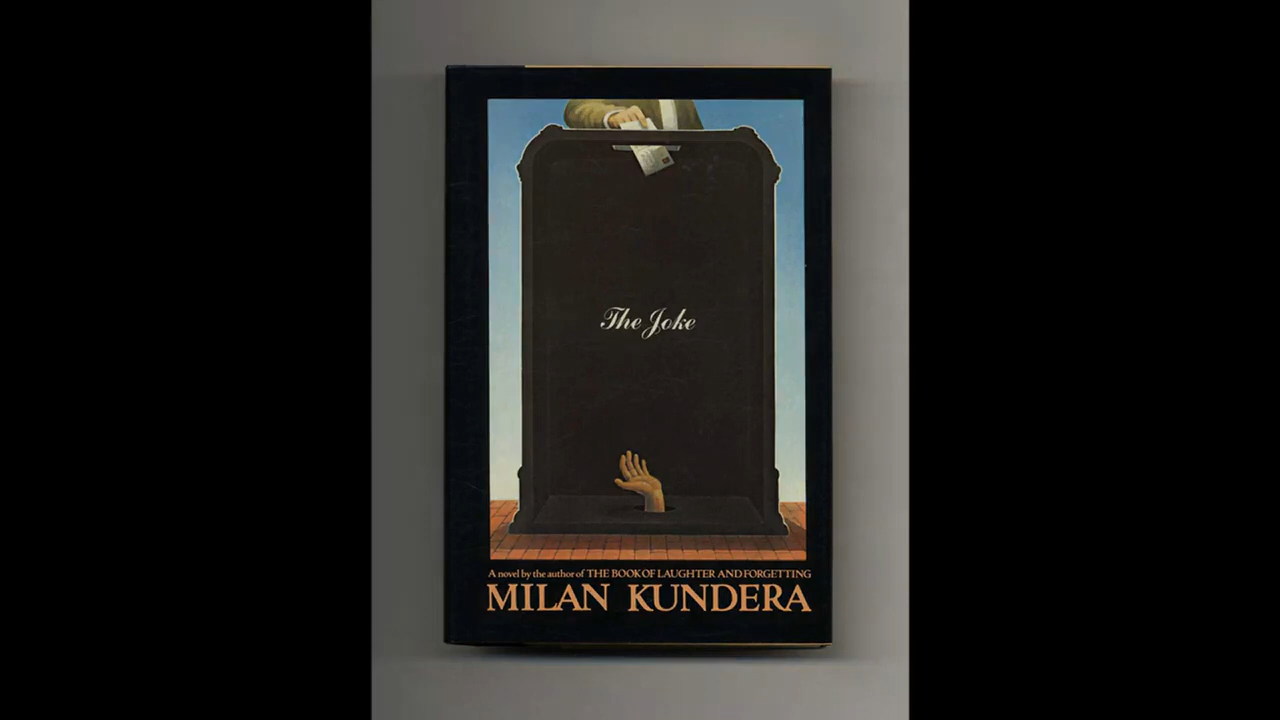 The Joke
A novel by the author of THE BOOK OF LAUGHTER AND FORGETTING
MILAN KUNDERA